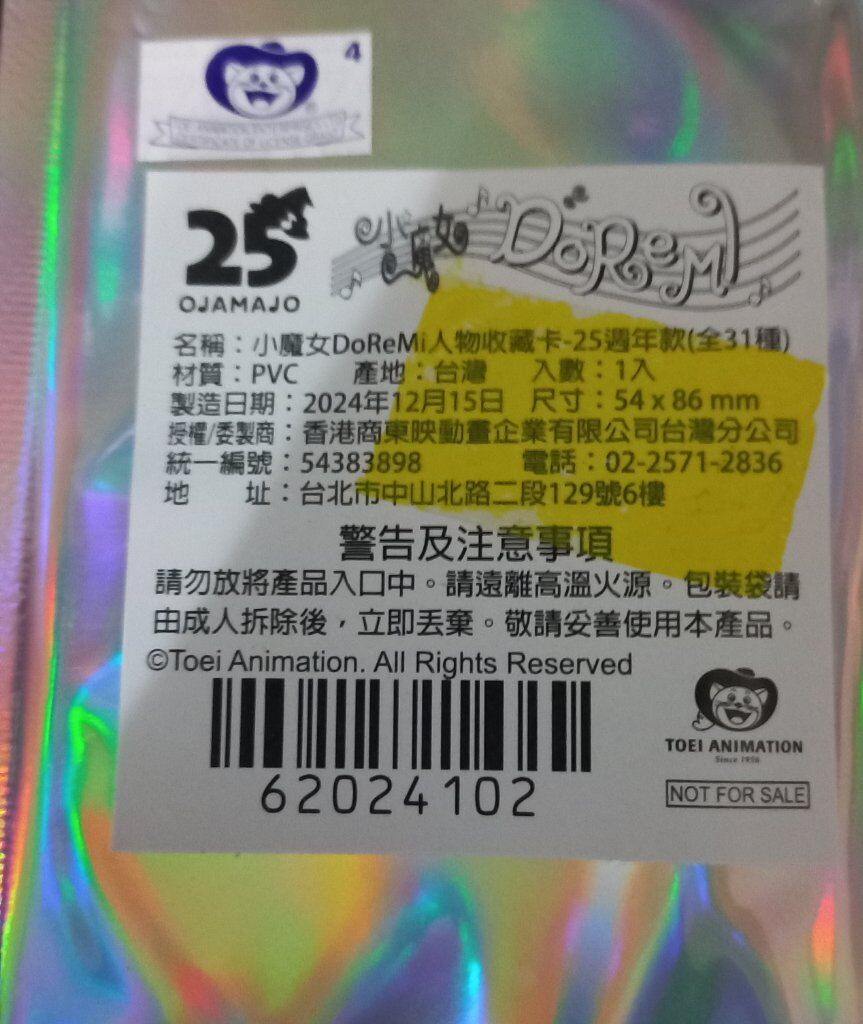 4
25
OJAMAJO
小魔女 DoReMi
名稱：小魔女DoReMi人物收藏卡-25週年款(全31種)
材質：PVC 產地：台灣 入數：1入
製造日期：2024年12月15日 尺寸：54 x 86 mm
授權/委製商：香港商東映動畫企業有限公司台灣分公司
統一編號：54383898 電話：02-2571-2836
地 址：台北市中山北路二段129號6樓
警告及注意事項
請勿放將產品入口中。請遠離高溫火源。包裝袋請
由成人拆除後，立即丟棄。敬請妥善使用本產品。
©Toei Animation. All Rights Reserved
62024102
TOEI ANIMATION
Since 1956
NOT FOR SALE